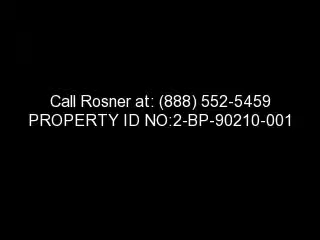 Call Rosner at: (888) 552-5459
PROPERTY ID NO:2-BP-90210-001